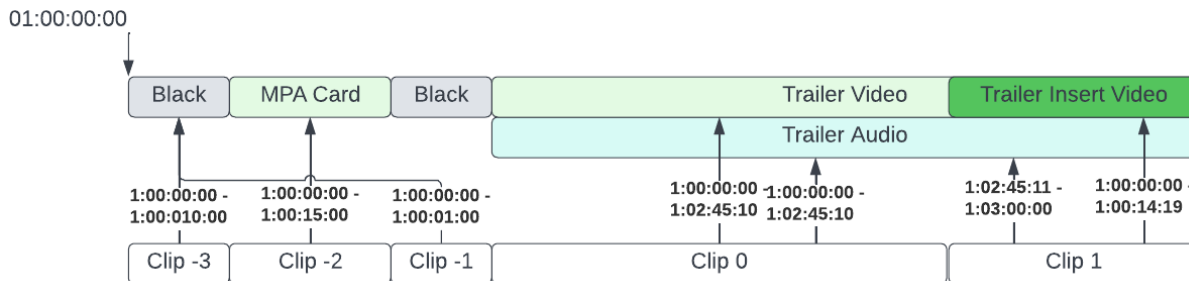 01:00:00:00
Black
MPA Card
Black
Trailer Video
Trailer Insert Video
Trailer Audio
1:00:00:00 -
1:00:010:00
1:00:00:00 -
1:00:15:00
1:00:00:00 -
1:00:01:00
1:00:00:00 -
1:02:45:10
1:00:00:00 -
1:02:45:10
1:02:45:11 -
1:03:00:00
1:00:00:00 -
1:00:14:19
Clip -3
Clip -2
Clip -1
Clip 0
Clip 1